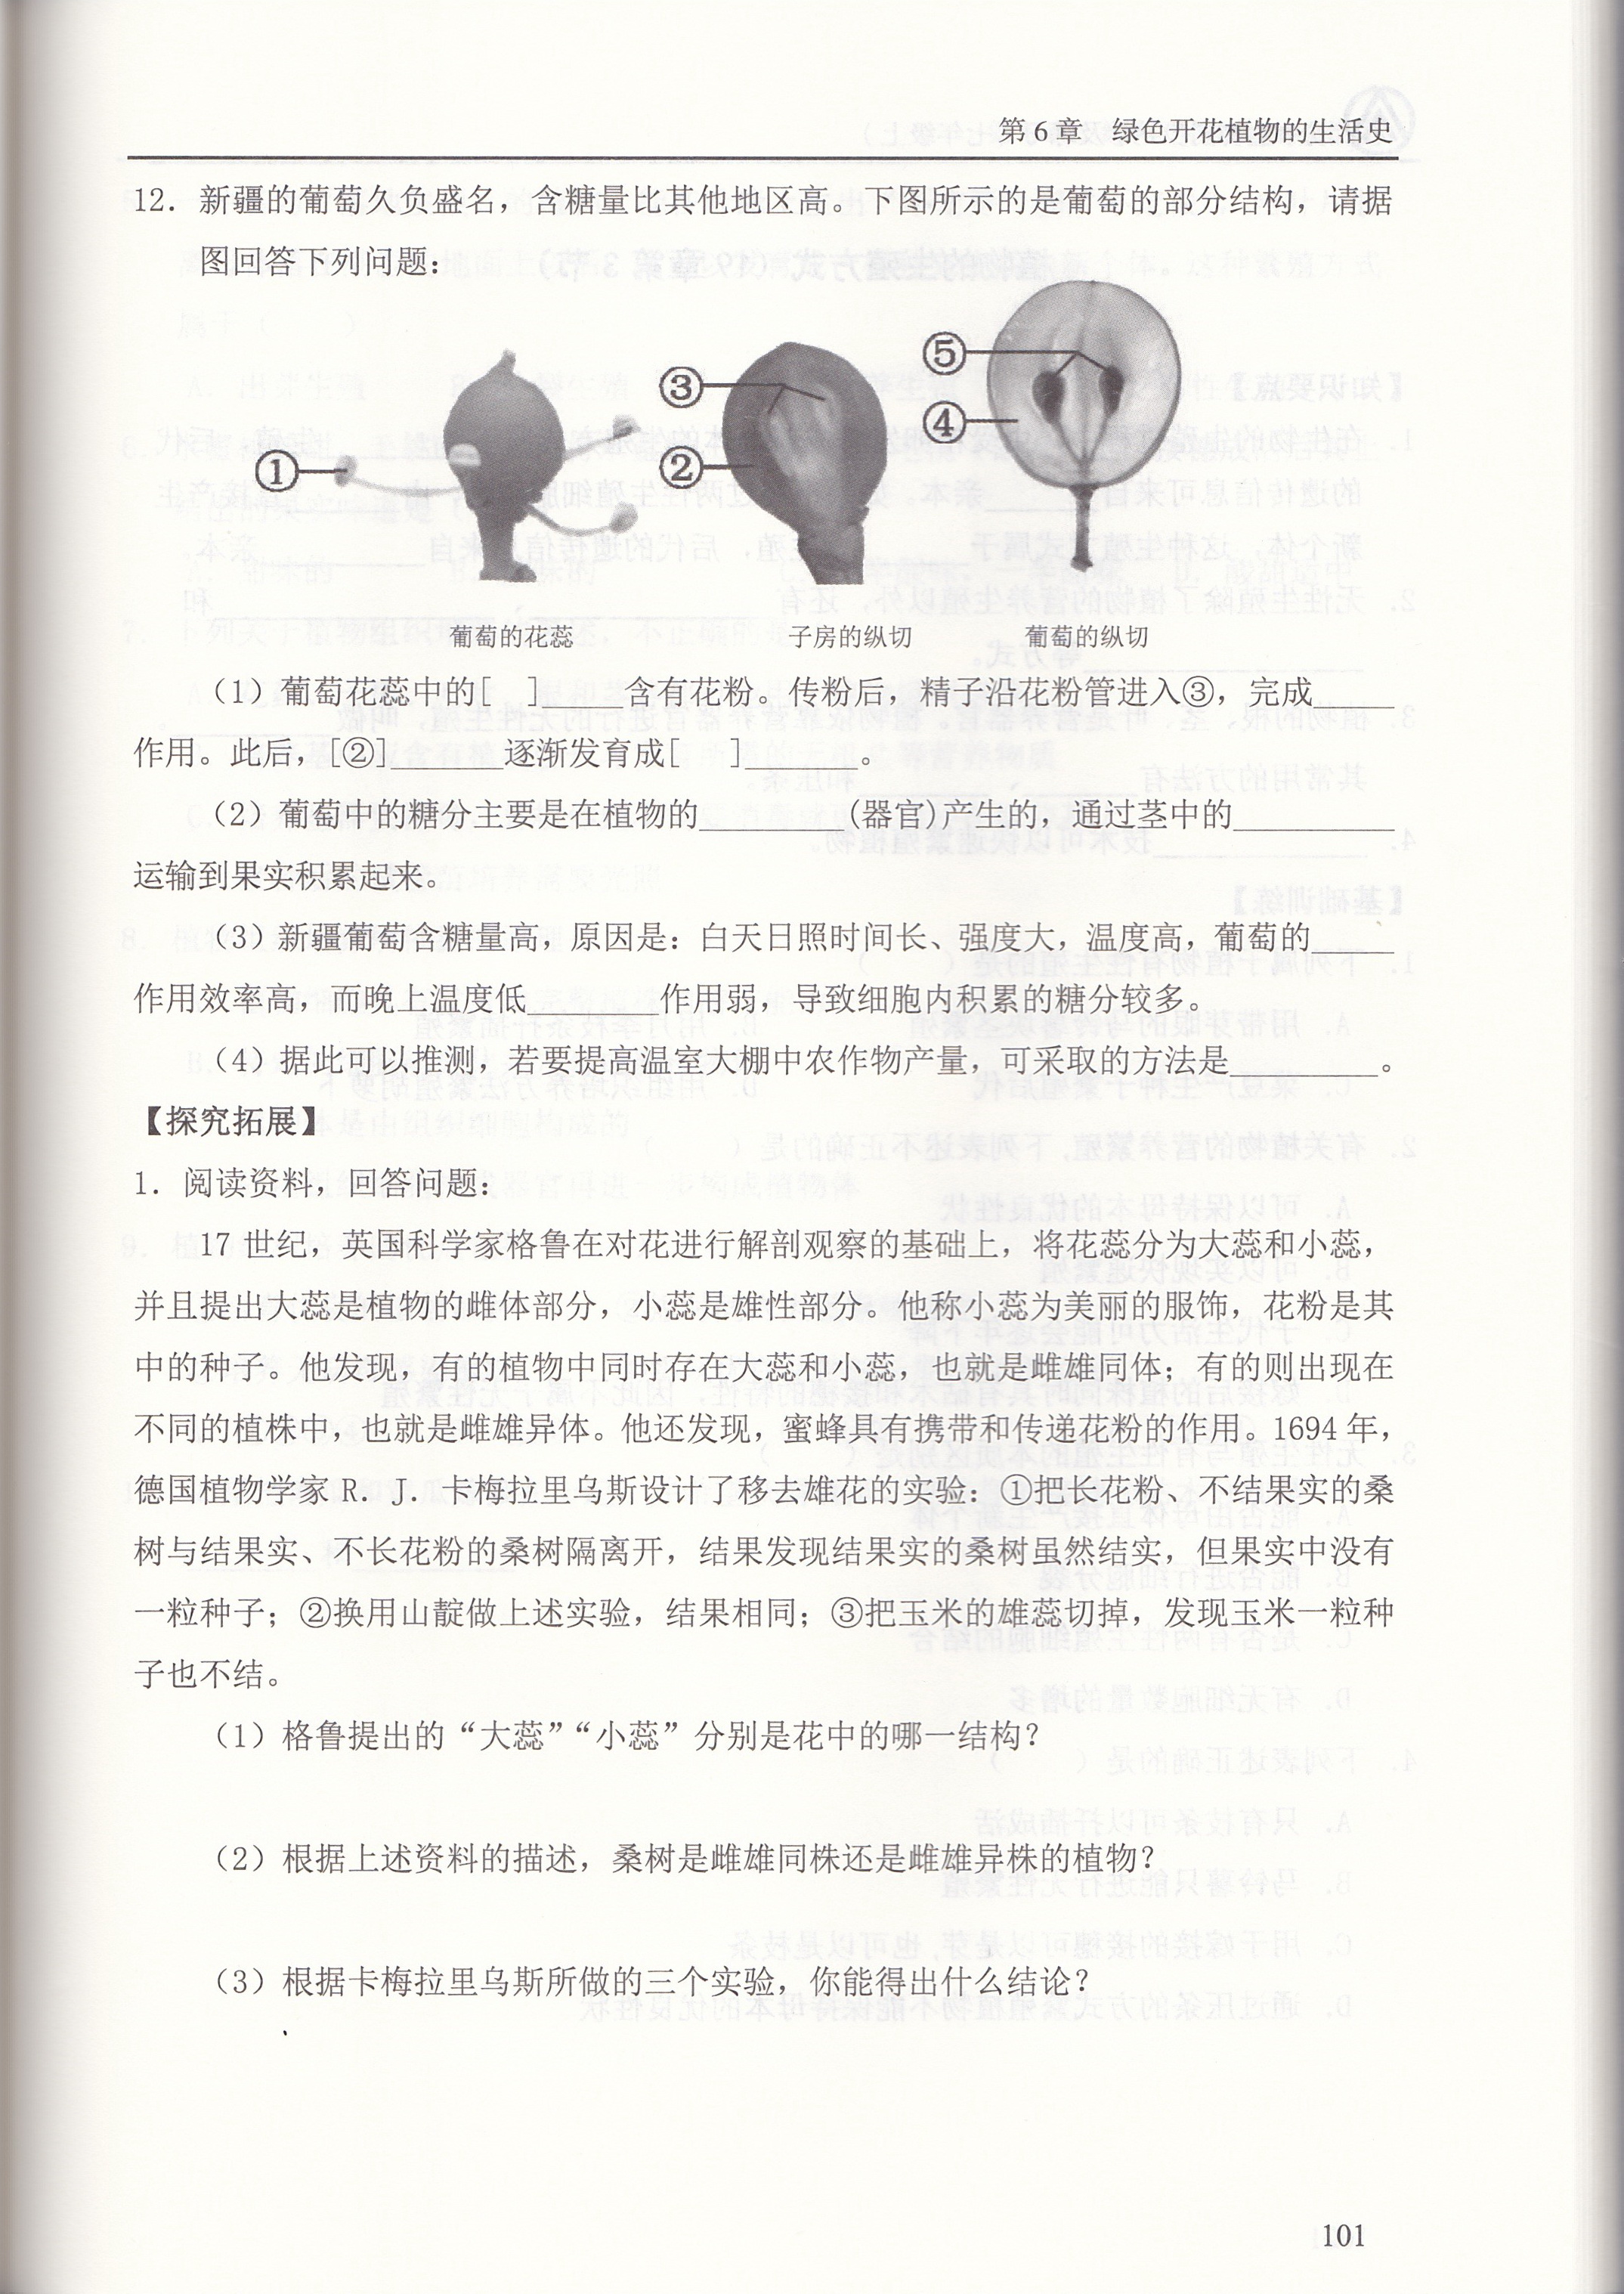 第6章 绿色开花植物的生活史
12. 新疆的葡萄久负盛名，含糖量比其他地区高。下图所示的是葡萄的部分结构，请据
图回答下列问题：
① ③ ② ⑤ ④
葡萄的花蕊 子房的纵切 葡萄的纵切
（1）葡萄花蕊中的[ ]_____含有花粉。传粉后，精子沿花粉管进入③，完成_____
作用。此后，[②]_______逐渐发育成[ ]_______。
（2）葡萄中的糖分主要是在植物的_________(器官)产生的，通过茎中的__________
运输到果实积累起来。
（3）新疆葡萄含糖量高，原因是：白天日照时间长、强度大，温度高，葡萄的_____
作用效率高，而晚上温度低________作用弱，导致细胞内积累的糖分较多。
（4）据此可以推测，若要提高温室大棚中农作物产量，可采取的方法是_________。
【探究拓展】
1. 阅读资料，回答问题：
17 世纪，英国科学家格鲁在对花进行解剖观察的基础上，将花蕊分为大蕊和小蕊，
并且提出大蕊是植物的雌体部分，小蕊是雄性部分。他称小蕊为美丽的服饰，花粉是其
中的种子。他发现，有的植物中同时存在大蕊和小蕊，也就是雌雄同体；有的则出现在
不同的植株中，也就是雌雄异体。他还发现，蜜蜂具有携带和传递花粉的作用。1694 年，
德国植物学家 R. J. 卡梅拉里乌斯设计了移去雄花的实验：①把长花粉、不结果实的桑
树与结果实、不长花粉的桑树隔离开，结果发现结果实的桑树虽然结实，但果实中没有
一粒种子；②换用山靛做上述实验，结果相同；③把玉米的雄蕊切掉，发现玉米一粒种
子也不结。
（1）格鲁提出的“大蕊”“小蕊”分别是花中的哪一结构？
（2）根据上述资料的描述，桑树是雌雄同株还是雌雄异株的植物？
（3）根据卡梅拉里乌斯所做的三个实验，你能得出什么结论？
101